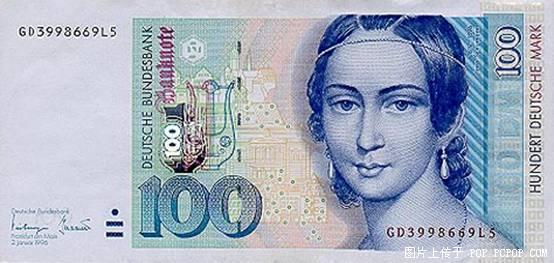 GD3998669L5
DEUTSCHE BUNDESBANK
Banknote
100
100
Deutsche Bundesbank
Frankfurt am Main
2. Januar 1996
100
HUNDERT DEUTSCHE MARK
GD3998669L5
图片上传于 POP.PCPOP.COM